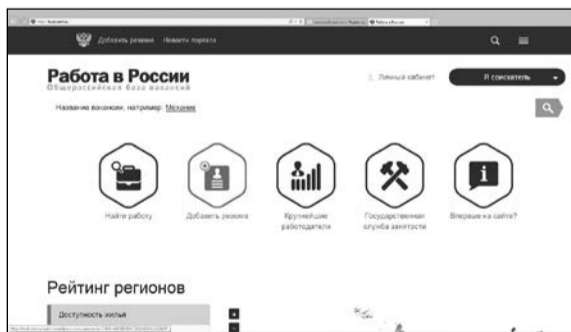 Добавить резюме Новости портала
Работа в России
Общероссийская база вакансий
Личный кабинет
Я соискатель
Название вакансии, например: Механик
Найти работу
Добавить резюме
Крупнейшие
работодатели
Государственная
служба занятости
Впервые на сайте?
Рейтинг регионов
Доступность жилья